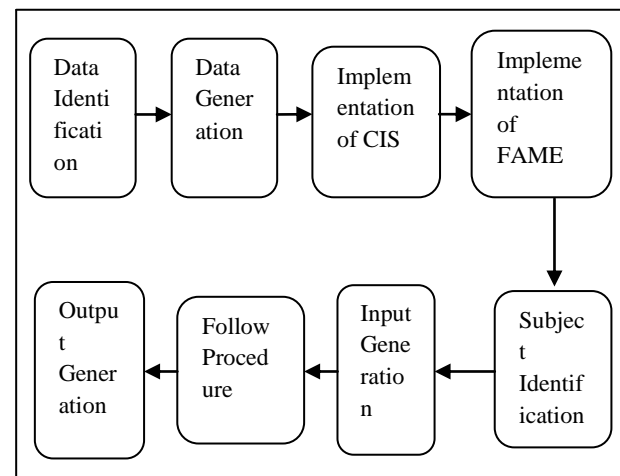 Data
Identi
ficati
on
Data
Gener
ation
Implem
entation
of CIS
Impleme
ntation
of
FAME
Subjec
t
Identif
ication
Input
Gene
ratio
n
Follow
Proced
ure
Outpu
t
Gener
ation